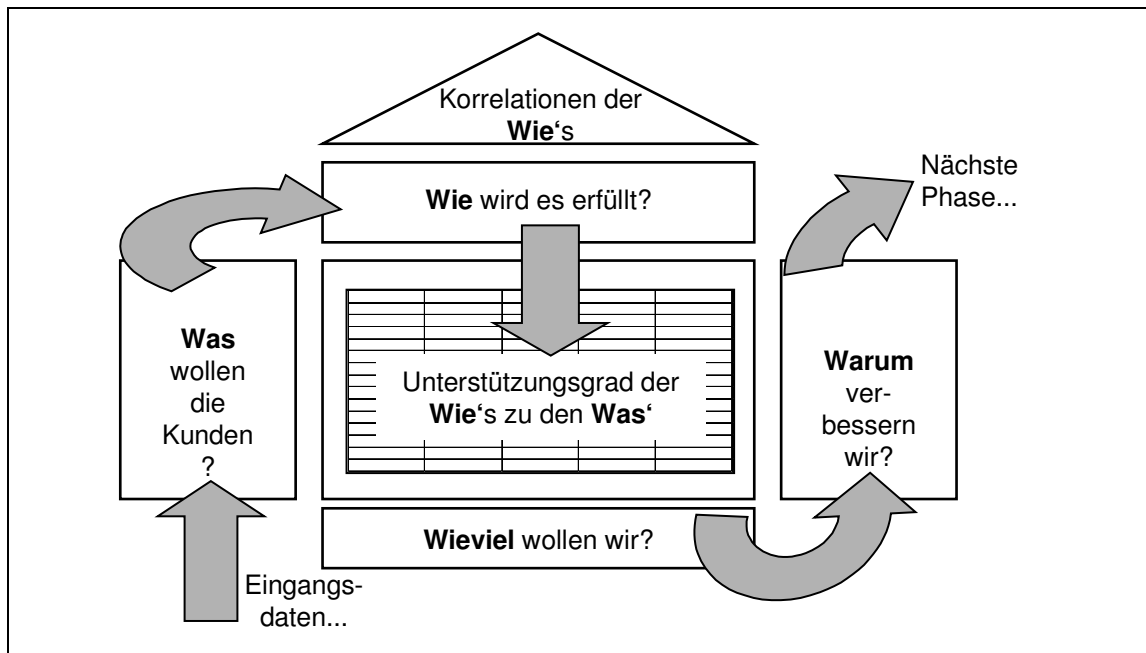 Korrelationen der
Wie‘s
Wie wird es erfüllt?
Nächste
Phase...
Was
wollen
die
Kunden
?
Unterstützungsgrad der
Wie‘s zu den Was‘
Warum
ver-
bessern
wir?
Wieviel wollen wir?
Eingangs-
daten...